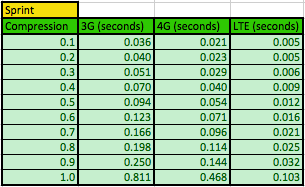 Sprint
Compression 3G (seconds) 4G (seconds) LTE (seconds)
0.1 0.036 0.021 0.005
0.2 0.040 0.023 0.005
0.3 0.051 0.029 0.006
0.4 0.070 0.040 0.009
0.5 0.094 0.054 0.012
0.6 0.123 0.071 0.016
0.7 0.166 0.096 0.021
0.8 0.198 0.114 0.025
0.9 0.250 0.144 0.032
1.0 0.811 0.468 0.103